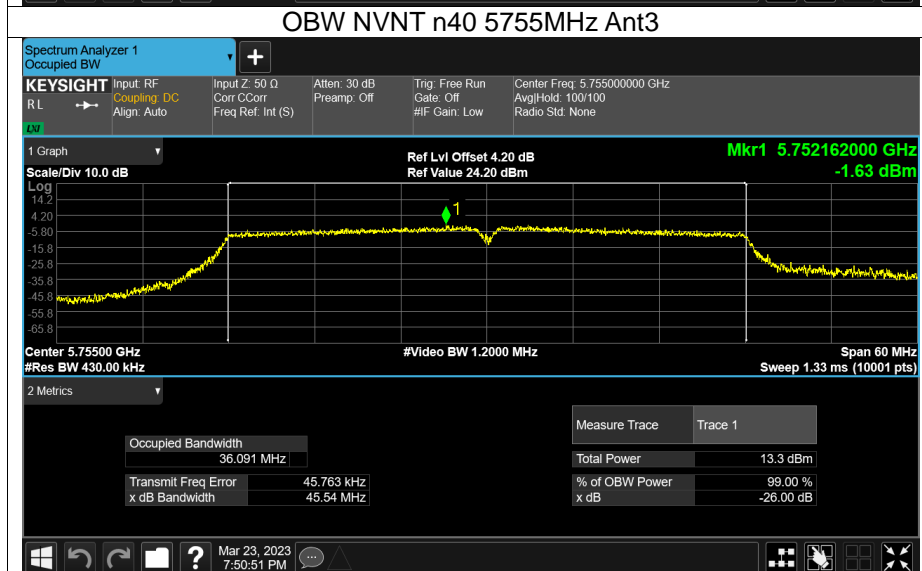 OBW NVNT n40 5755MHz Ant3
Spectrum Analyzer 1
Occupied BW
KEYSIGHT Input: RF Input Z: 50 Ω Atten: 30 dB Trig: Free Run Center Freq: 5.755000000 GHz
R L Coupling: DC Corr CCorr Preamp: Off Gate: Off Avg|Hold: 100/100
Align: Auto Freq Ref: Int (S) #IF Gain: Low Radio Std: None
LXI
1 Graph Ref Lvl Offset 4.20 dB Mkr1 5.752162000 GHz
Scale/Div 10.0 dB Ref Value 24.20 dBm -1.63 dBm
Log
14.2
4.20
1
-5.80
-15.8
-25.8
-35.8
-45.8
-55.8
-65.8
Center 5.75500 GHz #Video BW 1.2000 MHz Span 60 MHz
#Res BW 430.00 kHz Sweep 1.33 ms (10001 pts)
2 Metrics
Measure Trace Trace 1
Occupied Bandwidth
36.091 MHz Total Power 13.3 dBm
Transmit Freq Error 45.763 kHz % of OBW Power 99.00 %
x dB Bandwidth 45.54 MHz x dB -26.00 dB
? Mar 23, 2023
7:50:51 PM